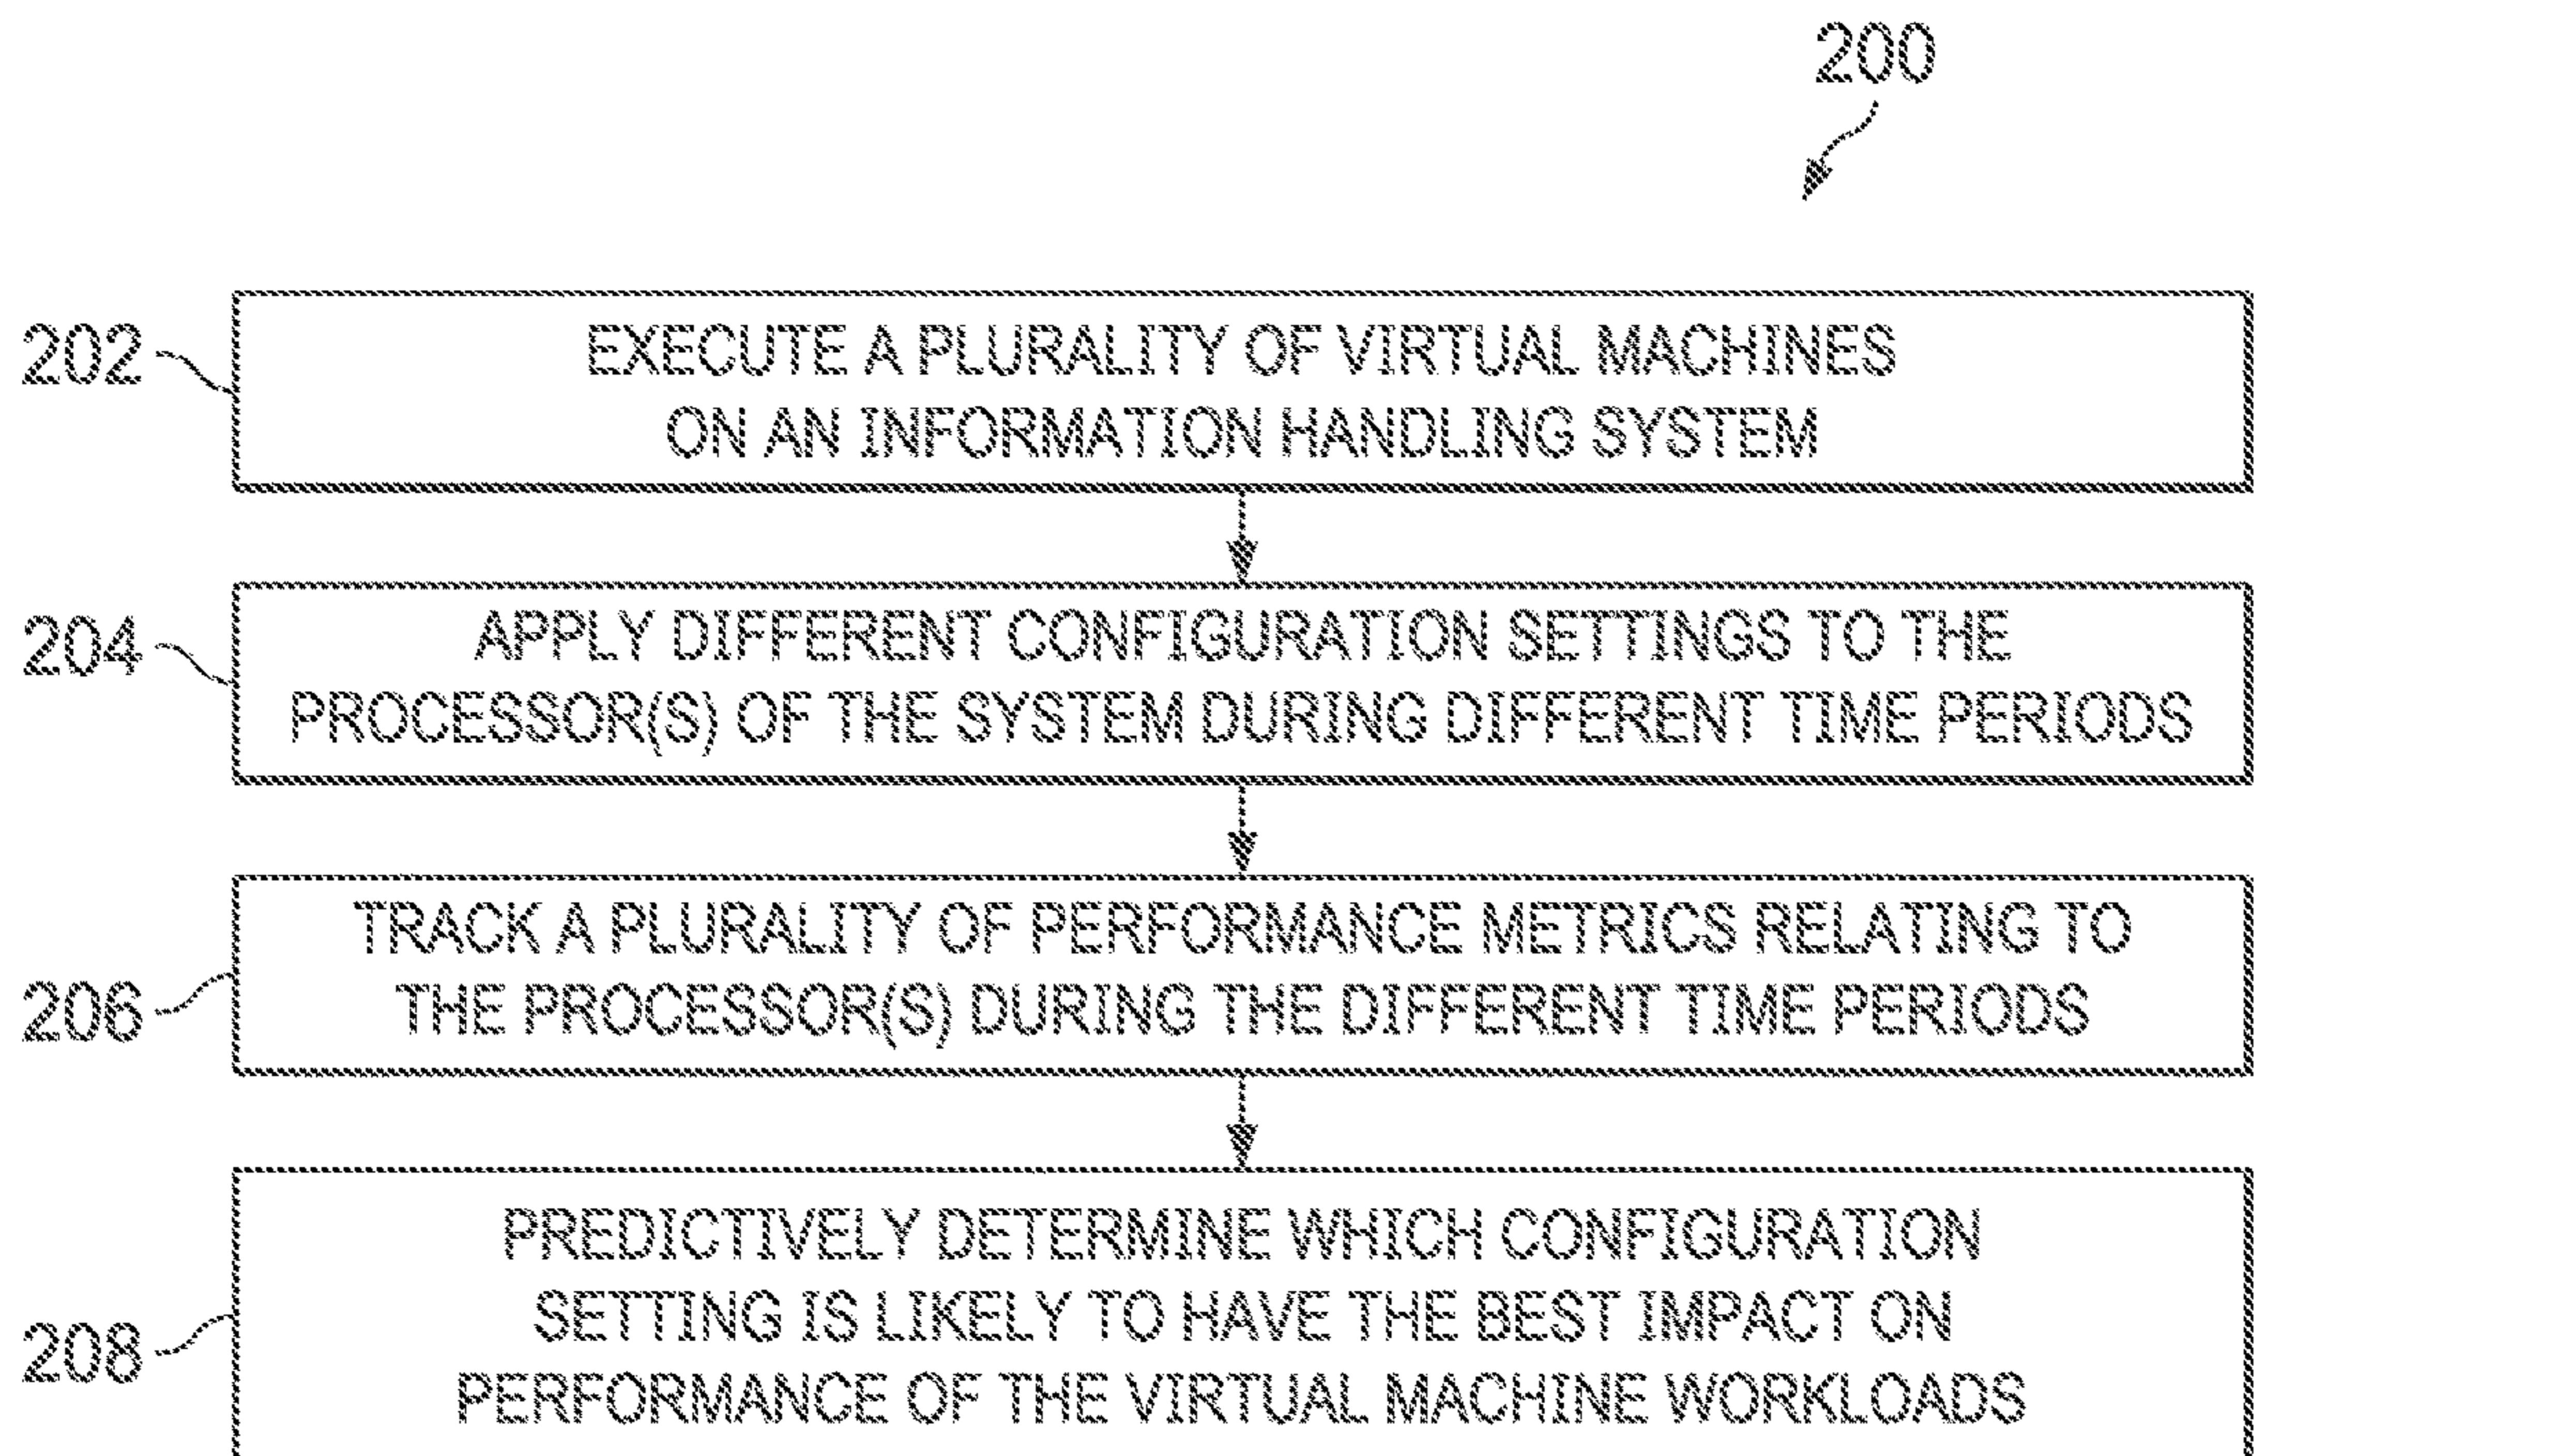 200
202
EXECUTE A PLURALITY OF VIRTUAL MACHINES
ON AN INFORMATION HANDLING SYSTEM
204
APPLY DIFFERENT CONFIGURATION SETTINGS TO THE
PROCESSOR(S) OF THE SYSTEM DURING DIFFERENT TIME PERIODS
206
TRACK A PLURALITY OF PERFORMANCE METRICS RELATING TO
THE PROCESSOR(S) DURING THE DIFFERENT TIME PERIODS
208
PREDICTIVELY DETERMINE WHICH CONFIGURATION
SETTING IS LIKELY TO HAVE THE BEST IMPACT ON
PERFORMANCE OF THE VIRTUAL MACHINE WORKLOADS